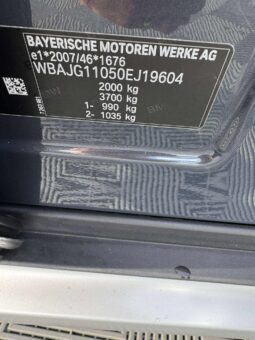 BAYERISCHE MOTOREN WERKE AG
e1*2007/46*1676
WBAJG11050EJ19604
2000 kg
3700 kg
1- 990 kg
2- 1035 kg